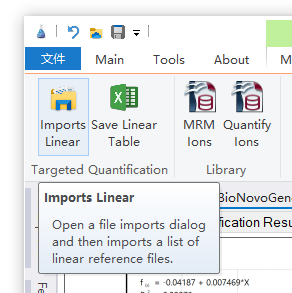 文件 Main Tools About
Imports Linear
Save Linear Table
MRM Ions
Quantify Ions
Targeted Quantification
Library
Imports Linear
Open a file imports dialog
and then imports a list of
linear reference files.
BioNovoGen
fication Resu
= -0.04187 + 0.007469*X